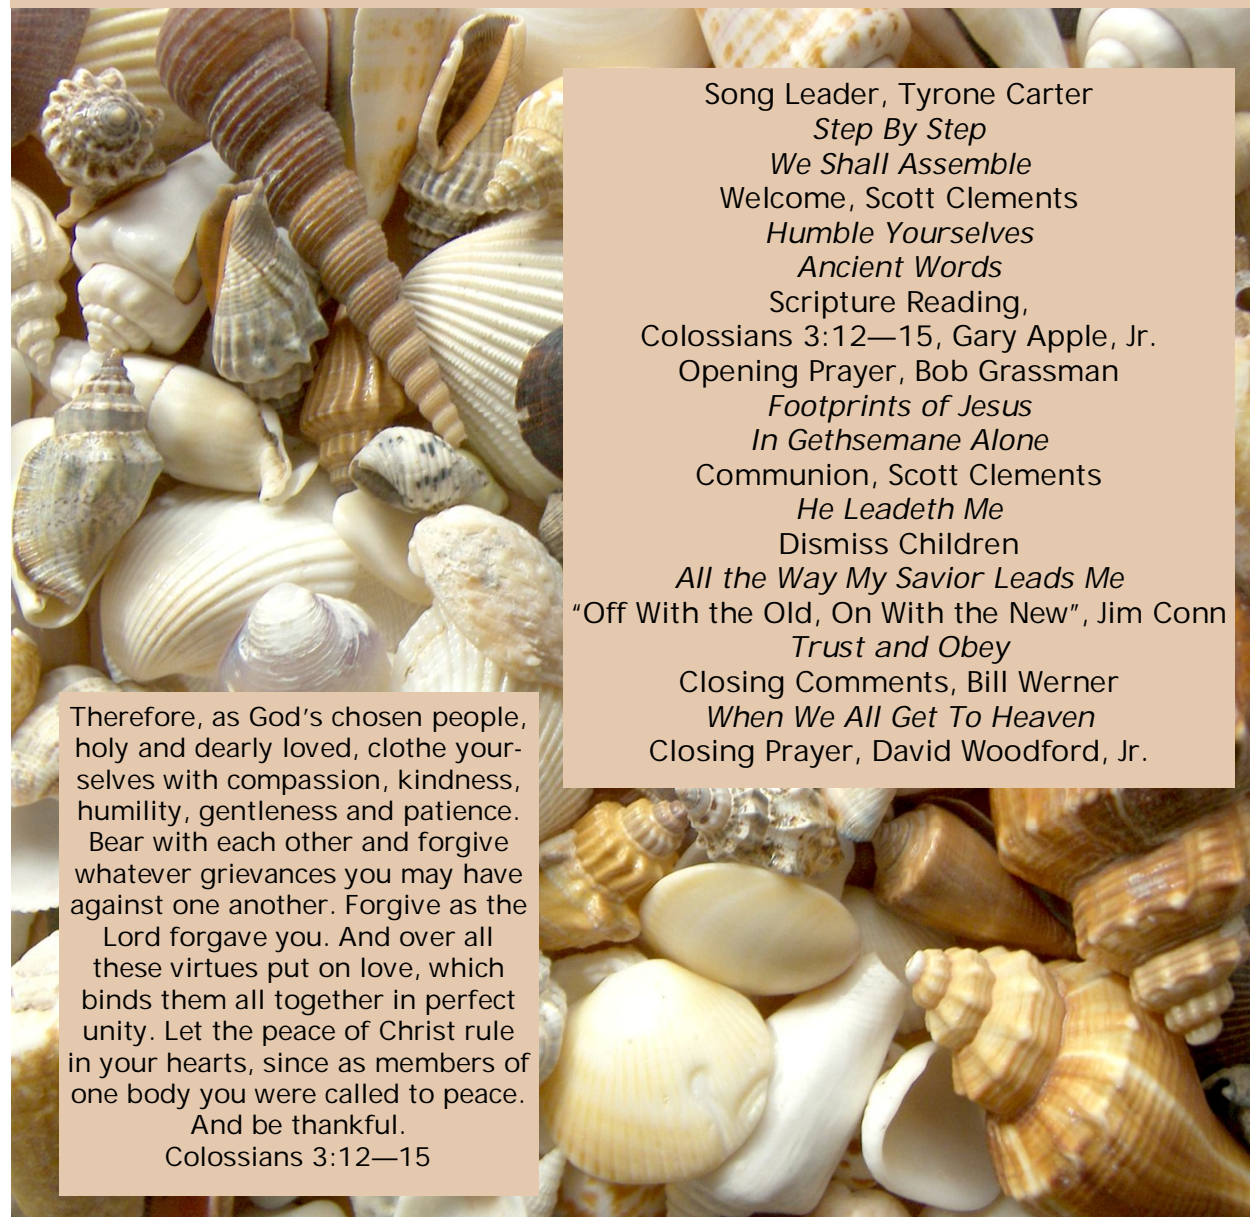 Song Leader, Tyrone Carter
Step By Step
We Shall Assemble
Welcome, Scott Clements
Humble Yourselves
Ancient Words
Scripture Reading,
Colossians 3:12—15, Gary Apple, Jr.
Opening Prayer, Bob Grassman
Footprints of Jesus
In Gethsemane Alone
Communion, Scott Clements
He Leadeth Me
Dismiss Children
All the Way My Savior Leads Me
“Off With the Old, On With the New”, Jim Conn
Trust and Obey
Closing Comments, Bill Werner
When We All Get To Heaven
Closing Prayer, David Woodford, Jr.
Therefore, as God’s chosen people,
holy and dearly loved, clothe your-
selves with compassion, kindness,
humility, gentleness and patience.
Bear with each other and forgive
whatever grievances you may have
against one another. Forgive as the
Lord forgave you. And over all
these virtues put on love, which
binds them all together in perfect
unity. Let the peace of Christ rule
in your hearts, since as members of
one body you were called to peace.
And be thankful.
Colossians 3:12—15